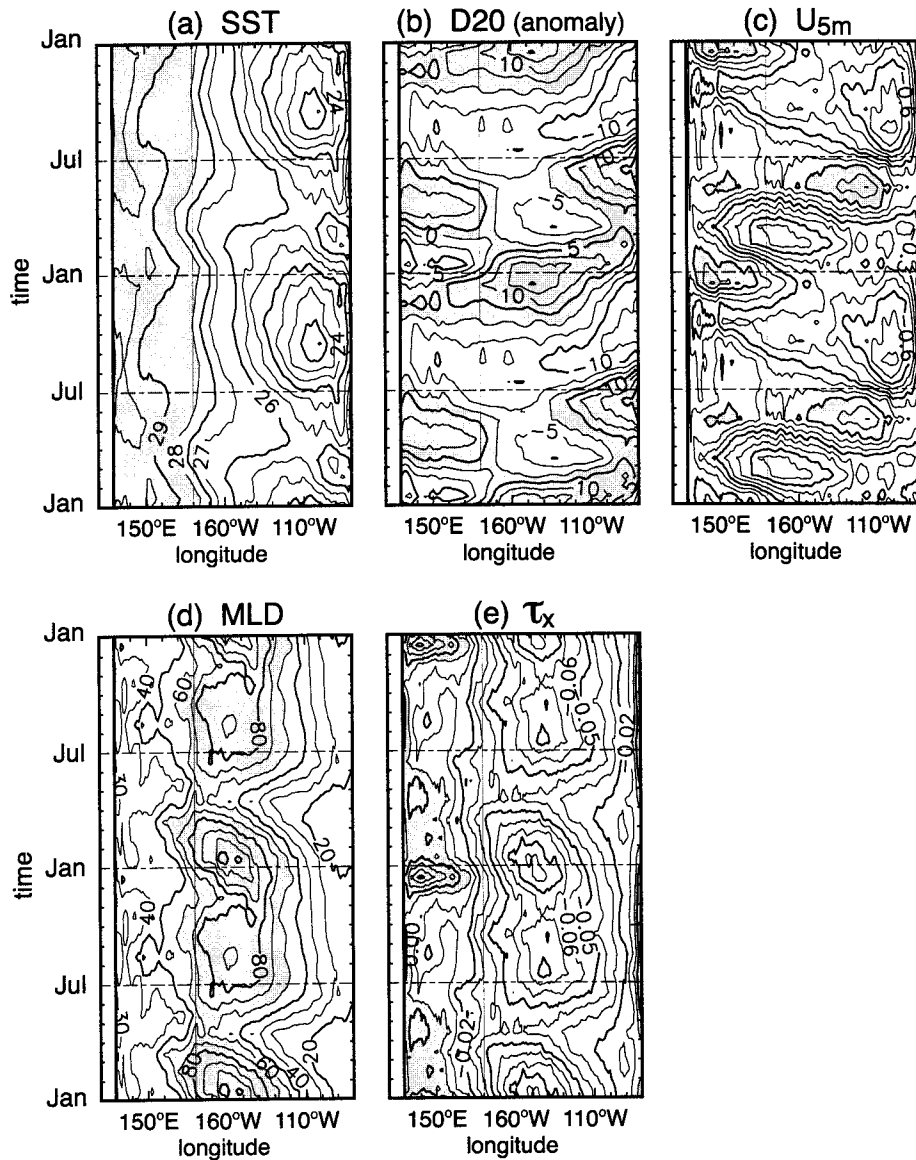 (a) SST
(b) D20 (anomaly)
(c) U5m
Jan
Jul
Jan
Jul
Jan
time
24
24
26
27
28
29
10
-10
10
-5
0
-5
-10
-10
10
-5
10
150°E 160°W 110°W
longitude
150°E 160°W 110°W
longitude
150°E 160°W 110°W
longitude
(d) MLD
(e) τx
Jan
Jul
Jan
Jul
Jan
time
40
60
80
30
20
40
80
30
20
40
60
80
-0.06
-0.05
-0.02
-0.05
-0.06
0.00
-0.02
150°E 160°W 110°W
longitude
150°E 160°W 110°W
longitude